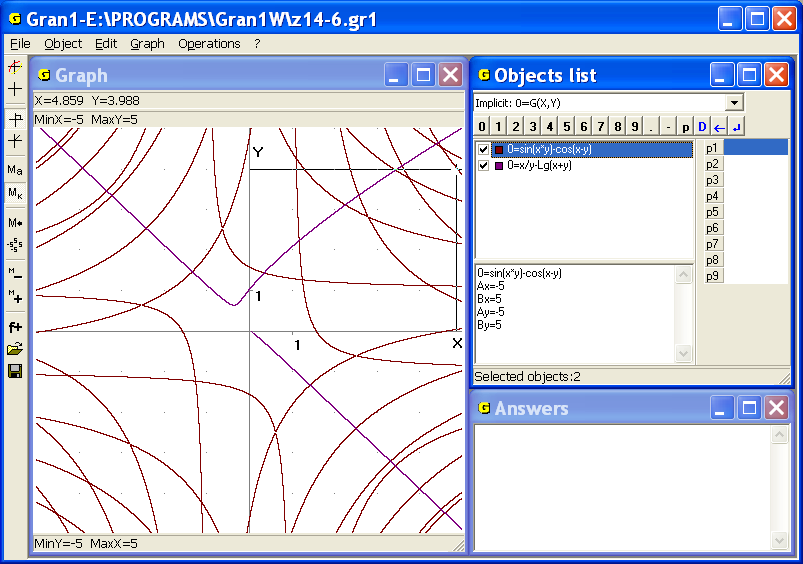 Gran1-E:\PROGRAMS\Gran1W\z14-6.gr1
File Object Edit Graph Operations ?
Graph
X=4.859 Y=3.988
MinX=-5 MaxY=5
Y
1
1
X
MinY=-5 MaxX=5
Ma
Mк
M
M
M
f+
Objects list
Implicit: 0=G(X,Y)
0 1 2 3 4 5 6 7 8 9 . - p D
0=sin(x*y)-cos(x-y)
0=x/y-Lg(x+y)
p1
p2
p3
p4
p5
p6
p7
p8
p9
0=sin(x*y)-cos(x-y)
Ax=-5
Bx=5
Ay=-5
By=5
Selected objects:2
Answers